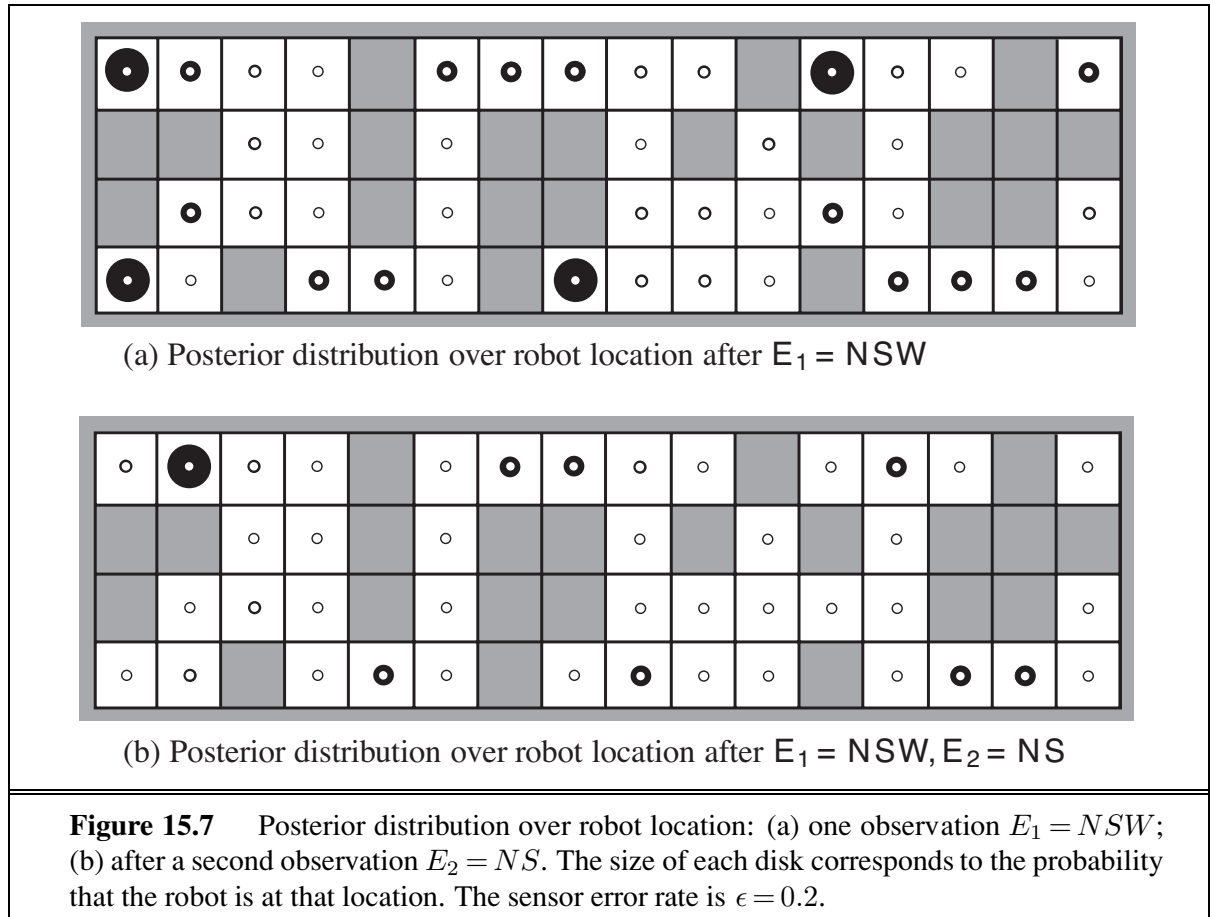 (a) Posterior distribution over robot location after E₁ = NSW
(b) Posterior distribution over robot location after E₁ = NSW, E₂ = NS
Figure 15.7 Posterior distribution over robot location: (a) one observation E₁ = NSW;
(b) after a second observation E₂ = NS. The size of each disk corresponds to the probability
that the robot is at that location. The sensor error rate is ϵ = 0.2.